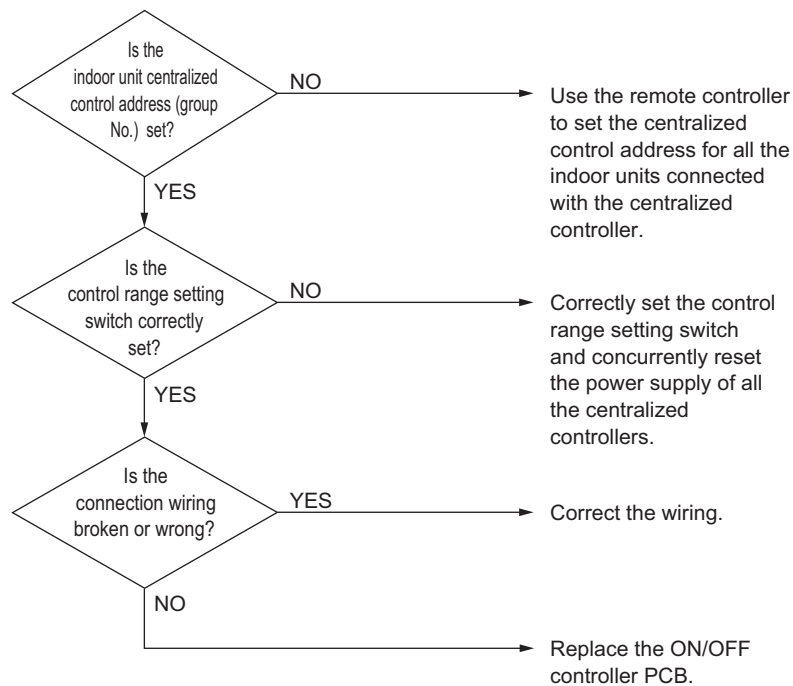 Is the
indoor unit centralized
control address (group
No.) set?
NO
Use the remote controller
to set the centralized
control address for all the
indoor units connected
with the centralized
controller.
YES
Is the
control range setting
switch correctly
set?
NO
Correctly set the control
range setting switch
and concurrently reset
the power supply of all
the centralized
controllers.
YES
Is the
connection wiring
broken or wrong?
YES
Correct the wiring.
NO
Replace the ON/OFF
controller PCB.